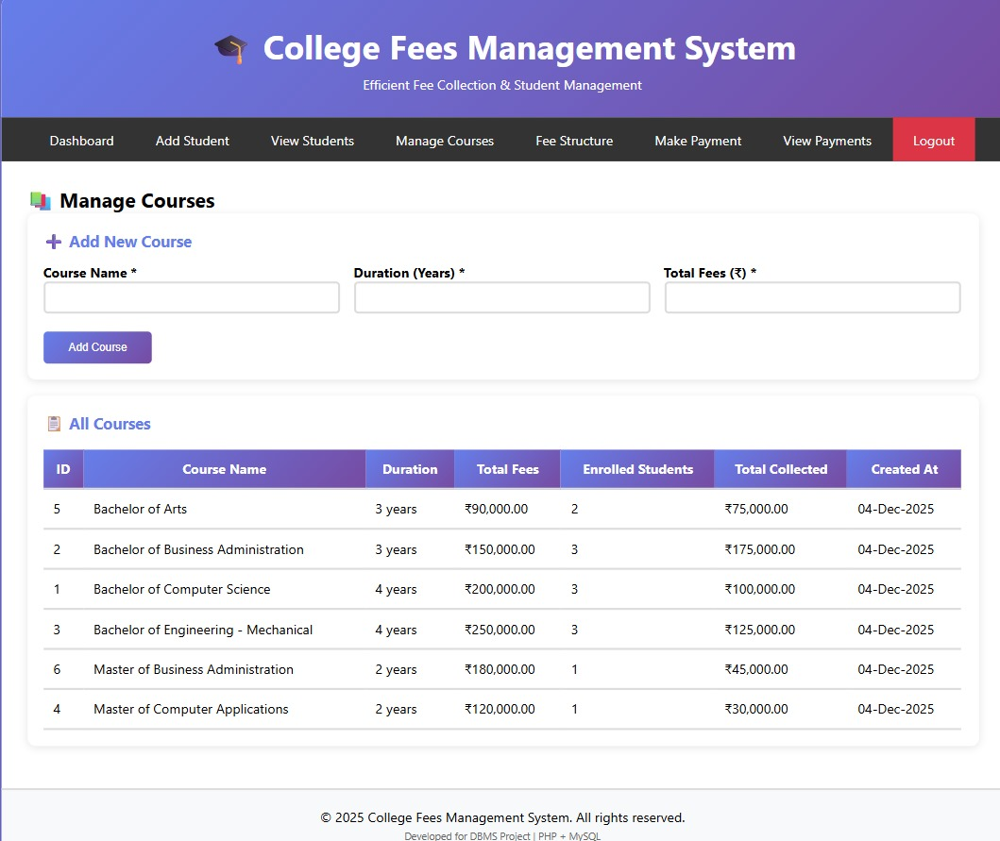 College Fees Management System
Efficient Fee Collection & Student Management
Dashboard Add Student View Students Manage Courses Fee Structure Make Payment View Payments Logout
Manage Courses
Add New Course
Course Name * Duration (Years) * Total Fees (₹) *
Add Course
All Courses
ID Course Name Duration Total Fees Enrolled Students Total Collected Created At
5 Bachelor of Arts 3 years ₹90,000.00 2 ₹75,000.00 04-Dec-2025
2 Bachelor of Business Administration 3 years ₹150,000.00 3 ₹175,000.00 04-Dec-2025
1 Bachelor of Computer Science 4 years ₹200,000.00 3 ₹100,000.00 04-Dec-2025
3 Bachelor of Engineering - Mechanical 4 years ₹250,000.00 3 ₹125,000.00 04-Dec-2025
6 Master of Business Administration 2 years ₹180,000.00 1 ₹45,000.00 04-Dec-2025
4 Master of Computer Applications 2 years ₹120,000.00 1 ₹30,000.00 04-Dec-2025
© 2025 College Fees Management System. All rights reserved.
Developed for DBMS Project | PHP + MySQL